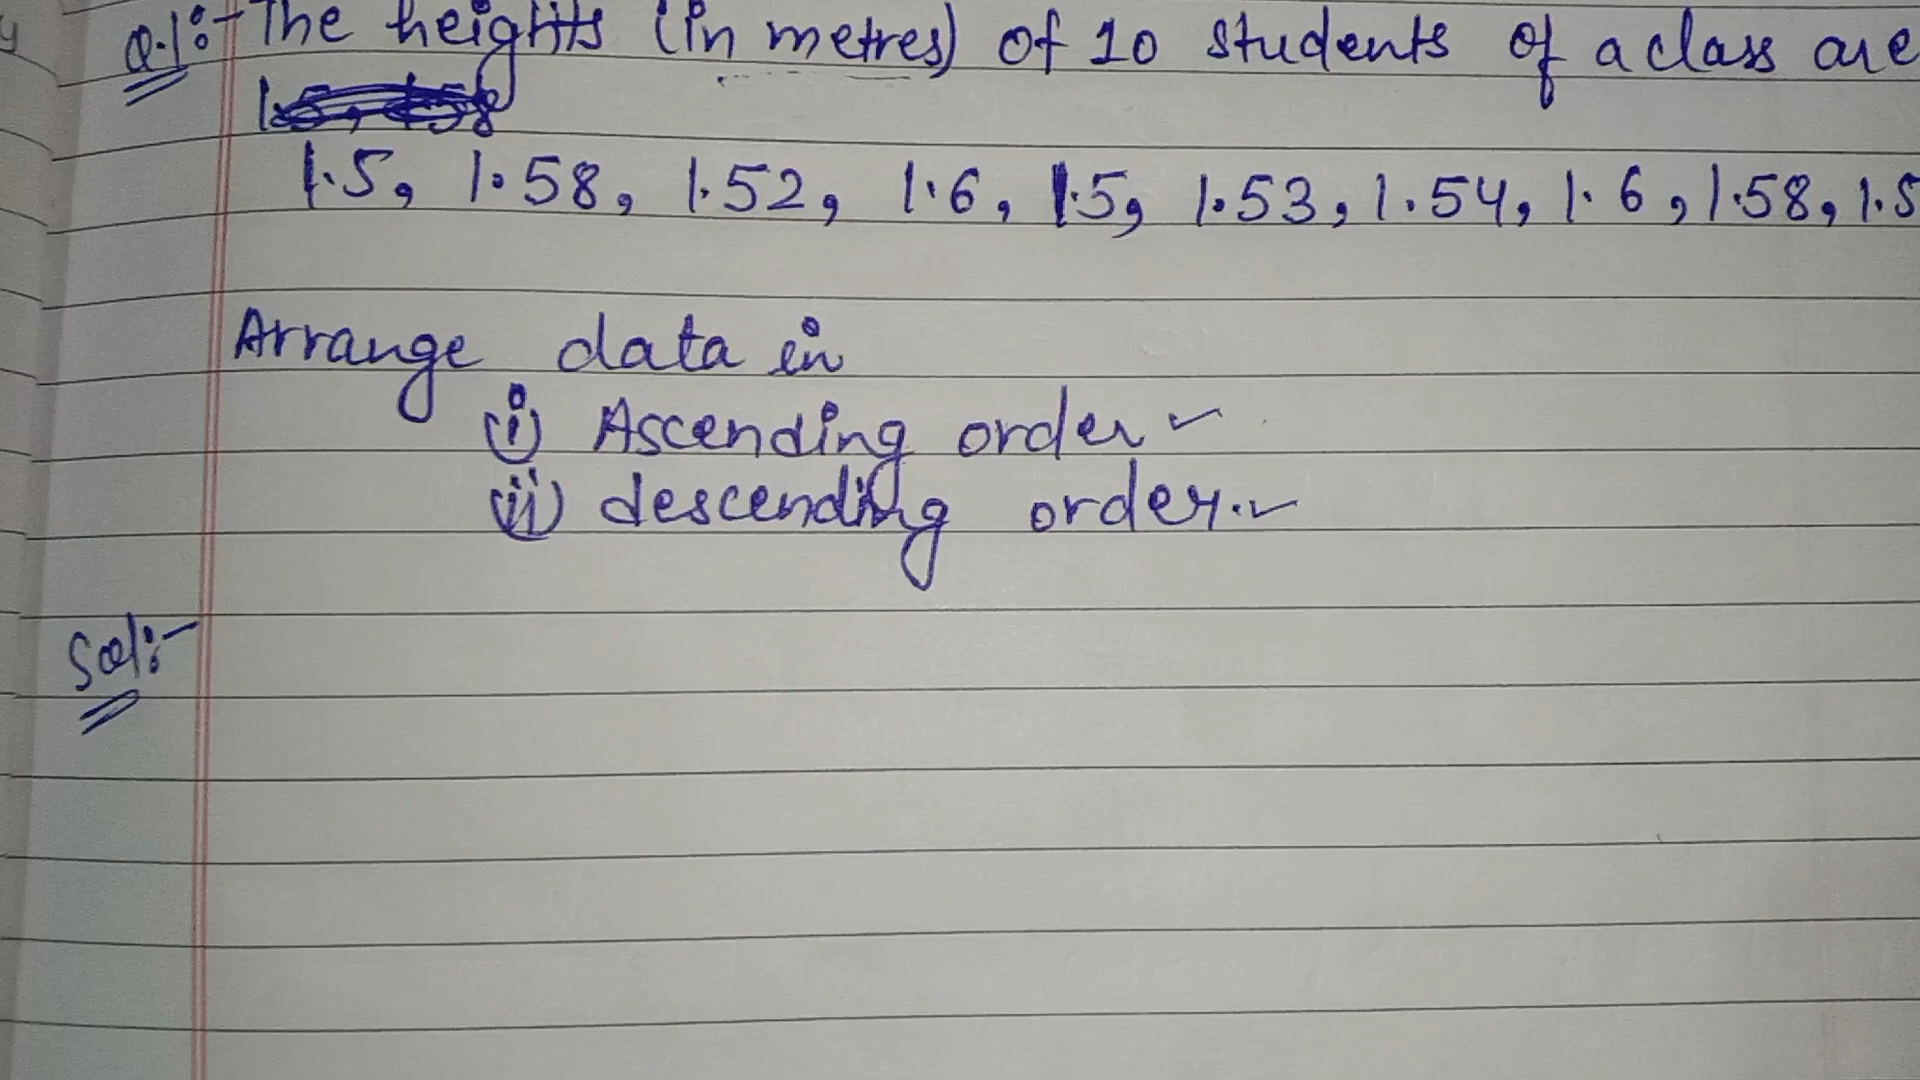 Q.1:- The heights (in metres) of 10 students of a class are
1.5, 1.58, 1.52, 1.6, 1.5, 1.53, 1.54, 1.6, 1.58, 1.5
Arrange data in
(i) Ascending order
(ii) descending order.
Sol:-